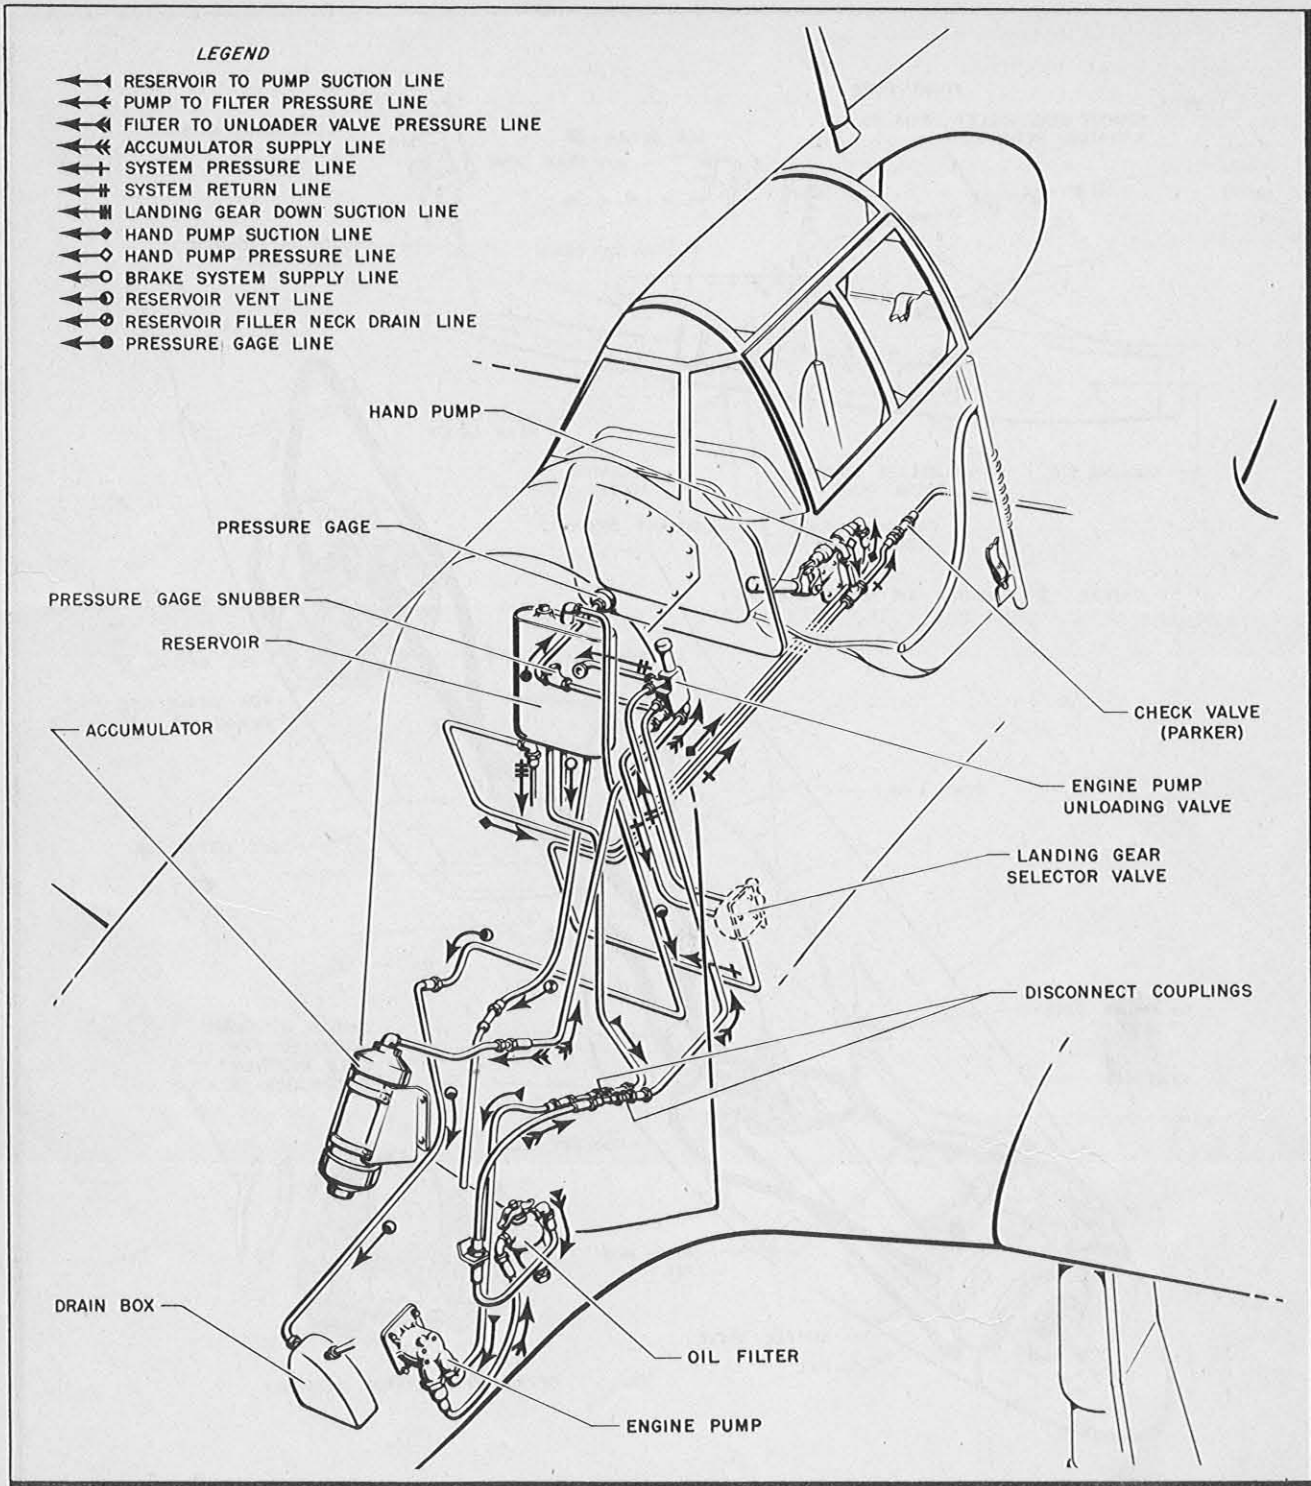 LEGEND
RESERVOIR TO PUMP SUCTION LINE
PUMP TO FILTER PRESSURE LINE
FILTER TO UNLOADER VALVE PRESSURE LINE
ACCUMULATOR SUPPLY LINE
SYSTEM PRESSURE LINE
SYSTEM RETURN LINE
LANDING GEAR DOWN SUCTION LINE
HAND PUMP SUCTION LINE
HAND PUMP PRESSURE LINE
BRAKE SYSTEM SUPPLY LINE
RESERVOIR VENT LINE
RESERVOIR FILLER NECK DRAIN LINE
PRESSURE GAGE LINE
HAND PUMP
PRESSURE GAGE
PRESSURE GAGE SNUBBER
RESERVOIR
ACCUMULATOR
CHECK VALVE
(PARKER)
ENGINE PUMP
UNLOADING VALVE
LANDING GEAR
SELECTOR VALVE
DISCONNECT COUPLINGS
DRAIN BOX
OIL FILTER
ENGINE PUMP